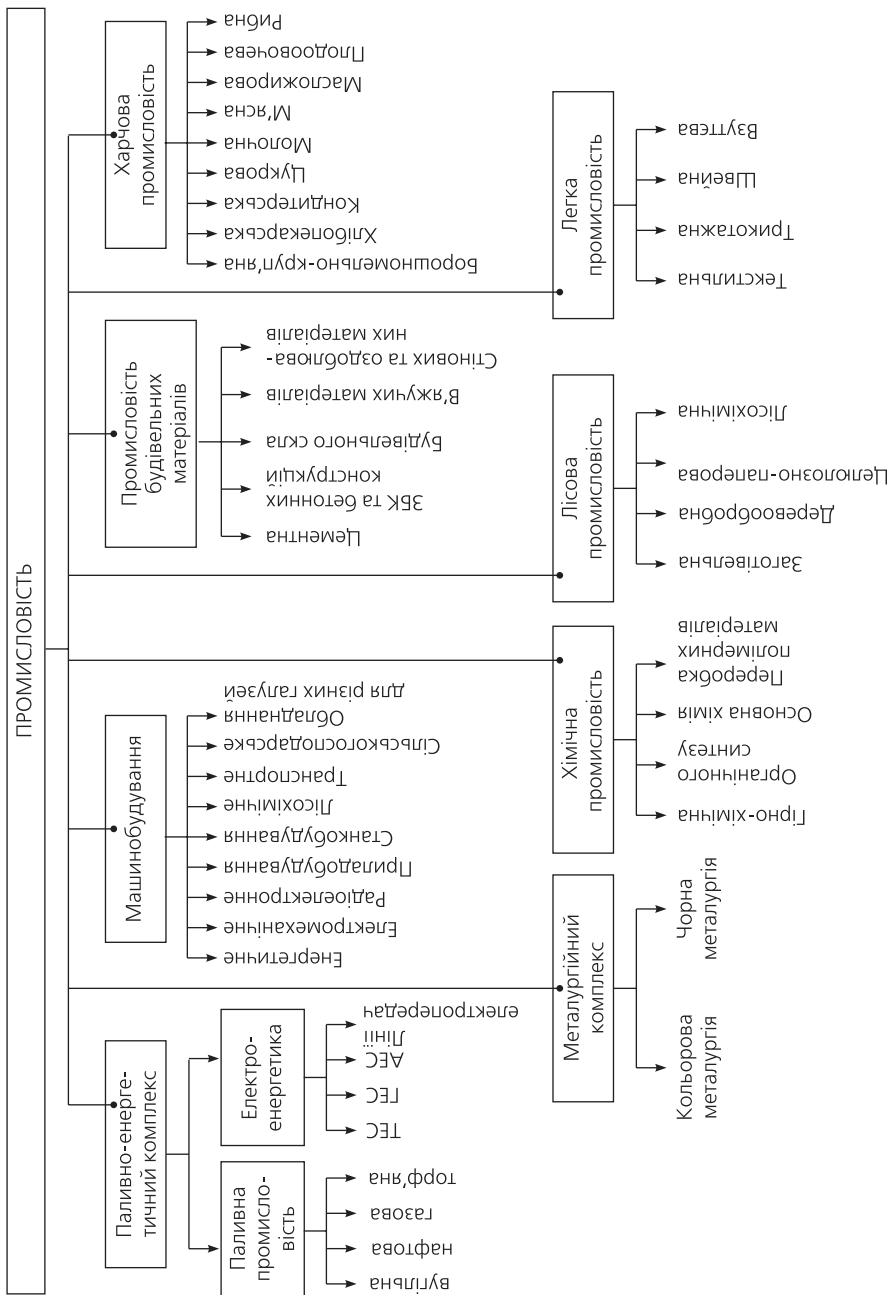 ПРОМИСЛОВІСТЬ
Паливно-енерге-
тичний комплекс
Паливна
промисло-
вість
вугільна
нафтова
газова
торф'яна
Електро-
енергетика
ТЕС
ГЕС
АЕС
Лінії
електропередач
Машинобудування
Енергетичне
Електромеханічне
Радіоелектронне
Приладобудування
Станкобудування
Лісохімічне
Транспортне
Сільськогосподарське
Обладнання
для різних галузей
Промисловість
будівельних
матеріалів
Цементна
ЗБК та бетонних
конструкцій
Будівельного скла
В'яжучих матеріалів
Стінових та оздоблюва-
них матеріалів
Харчова
промисловість
Борошномельно-круп'яна
Хлібопекарська
Кондитерська
Цукрова
Молочна
М'ясна
Масложирова
Плодоовочева
Рибна
Металургійний
комплекс
Кольорова
металургія
Чорна
металургія
Хімічна
промисловість
Гірно-хімічна
Органічного
синтезу
Основна хімія
Переробка
полімерних
матеріалів
Лісова
промисловість
Заготівельна
Деревообробна
Целюлозно-паперова
Лісохімічна
Легка
промисловість
Текстильна
Трикотажна
Швейна
Взуттєва